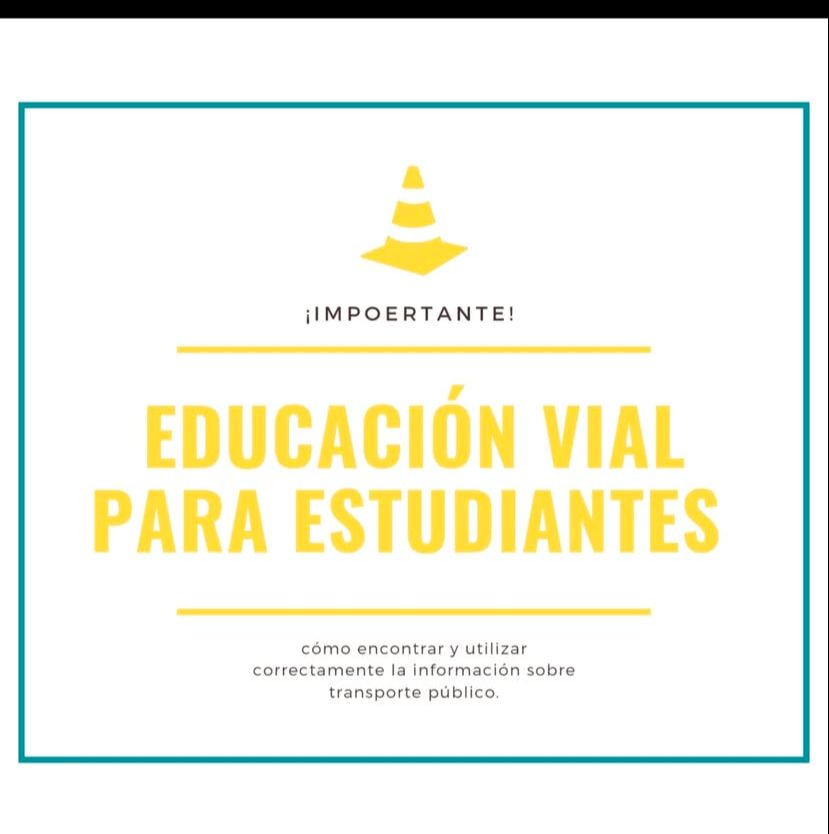 ¡IMPOERTANTE!
EDUCACIÓN VIAL
PARA ESTUDIANTES
cómo encontrar y utilizar
correctamente la información sobre
transporte público.